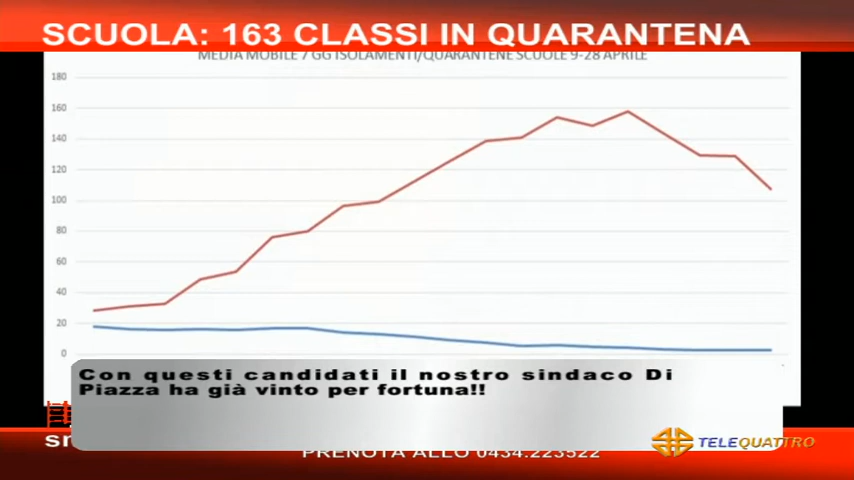 SCUOLA: 163 CLASSI IN QUARANTENA
MEDIA MOBILE 7 GG ISOLAMENTI/QUARANTENE SCUOLE 9-28 APRILE
180
160
140
120
100
80
60
40
20
0
Con questi candidati il nostro sindaco Di
Piazza ha già vinto per fortuna!!
TELEQUATTRO
PRENOTA ALLO 0434.223522